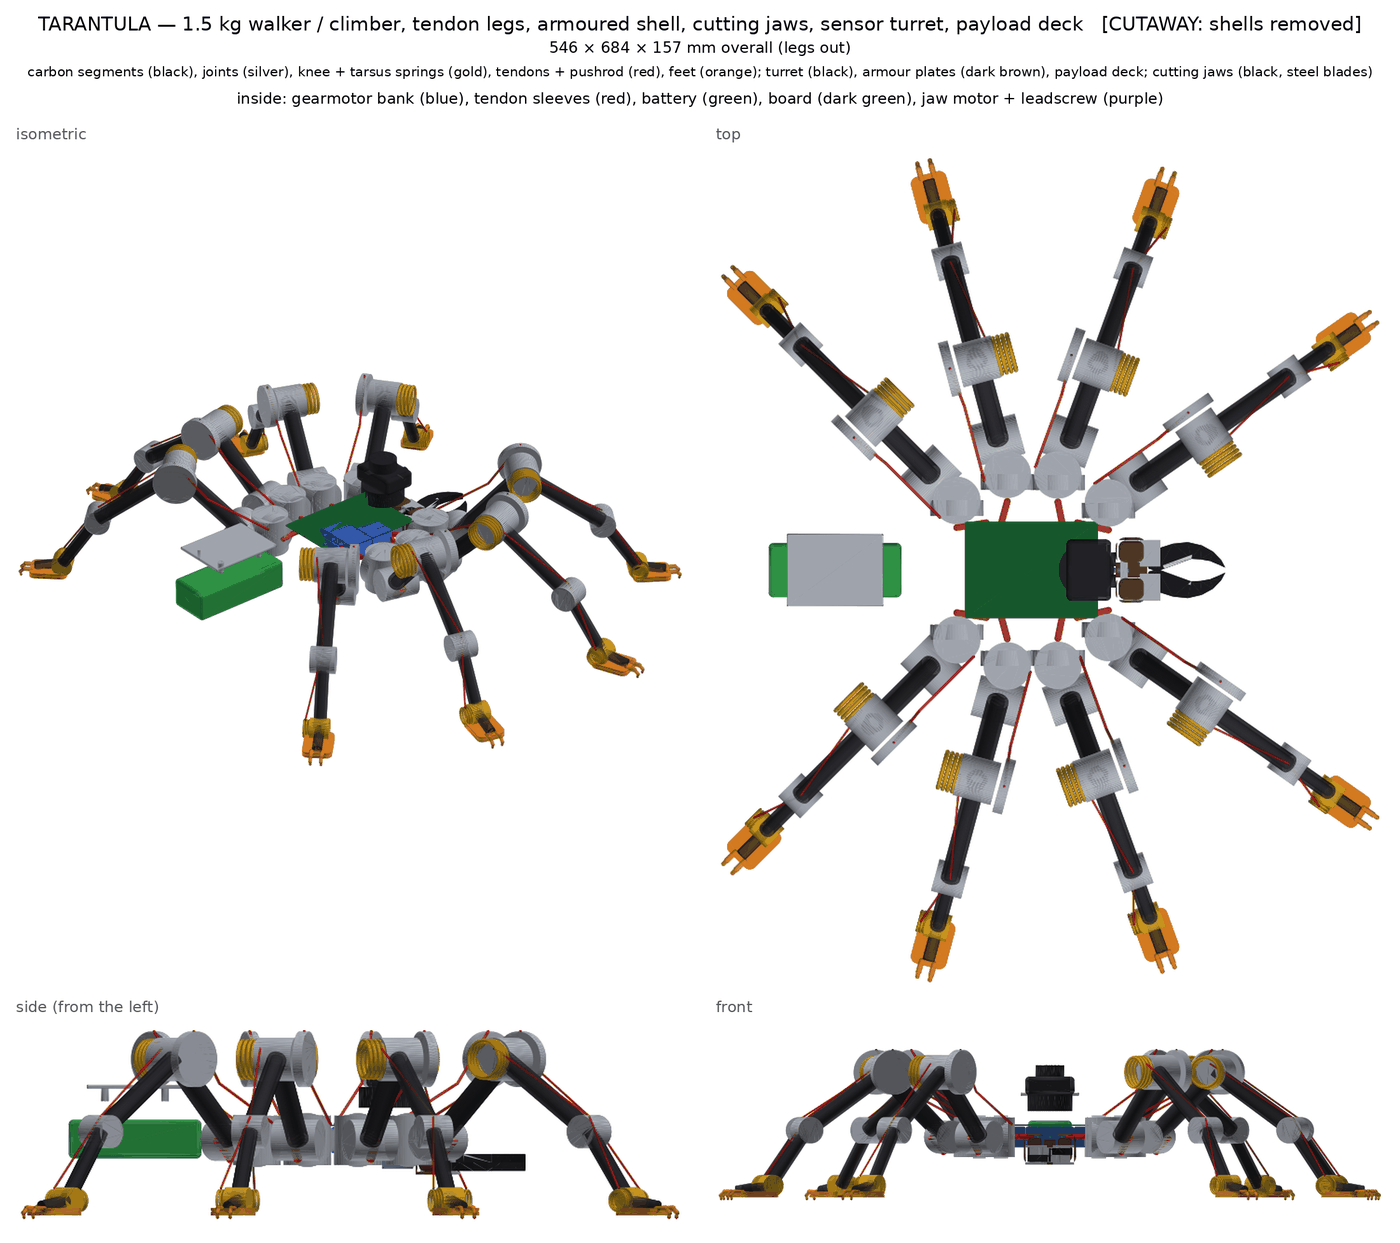 TARANTULA — 1.5 kg walker / climber, tendon legs, armoured shell, cutting jaws, sensor turret, payload deck   [CUTAWAY: shells removed]
546 × 684 × 157 mm overall (legs out)
carbon segments (black), joints (silver), knee + tarsus springs (gold), tendons + pushrod (red), feet (orange); turret (black), armour plates (dark brown), payload deck; cutting jaws (black, steel blades)
inside: gearmotor bank (blue), tendon sleeves (red), battery (green), board (dark green), jaw motor + leadscrew (purple)
isometric
top
side (from the left)
front